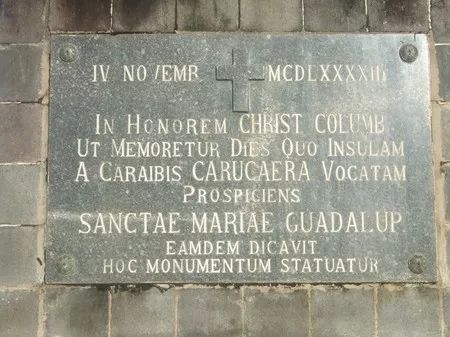 IV NOVEMR MCDLXXXXIII
IN HONOREM CHRIST COLUMB
UT MEMORETUR DIES QUO INSULAM
A CARAIBIS CARUCAERA VOCATAM
PROSPICIENS
SANCTAE MARIAE GUADALUP
EAMDEM DICAVIT
HOC MONUMENTUM STATUATUR